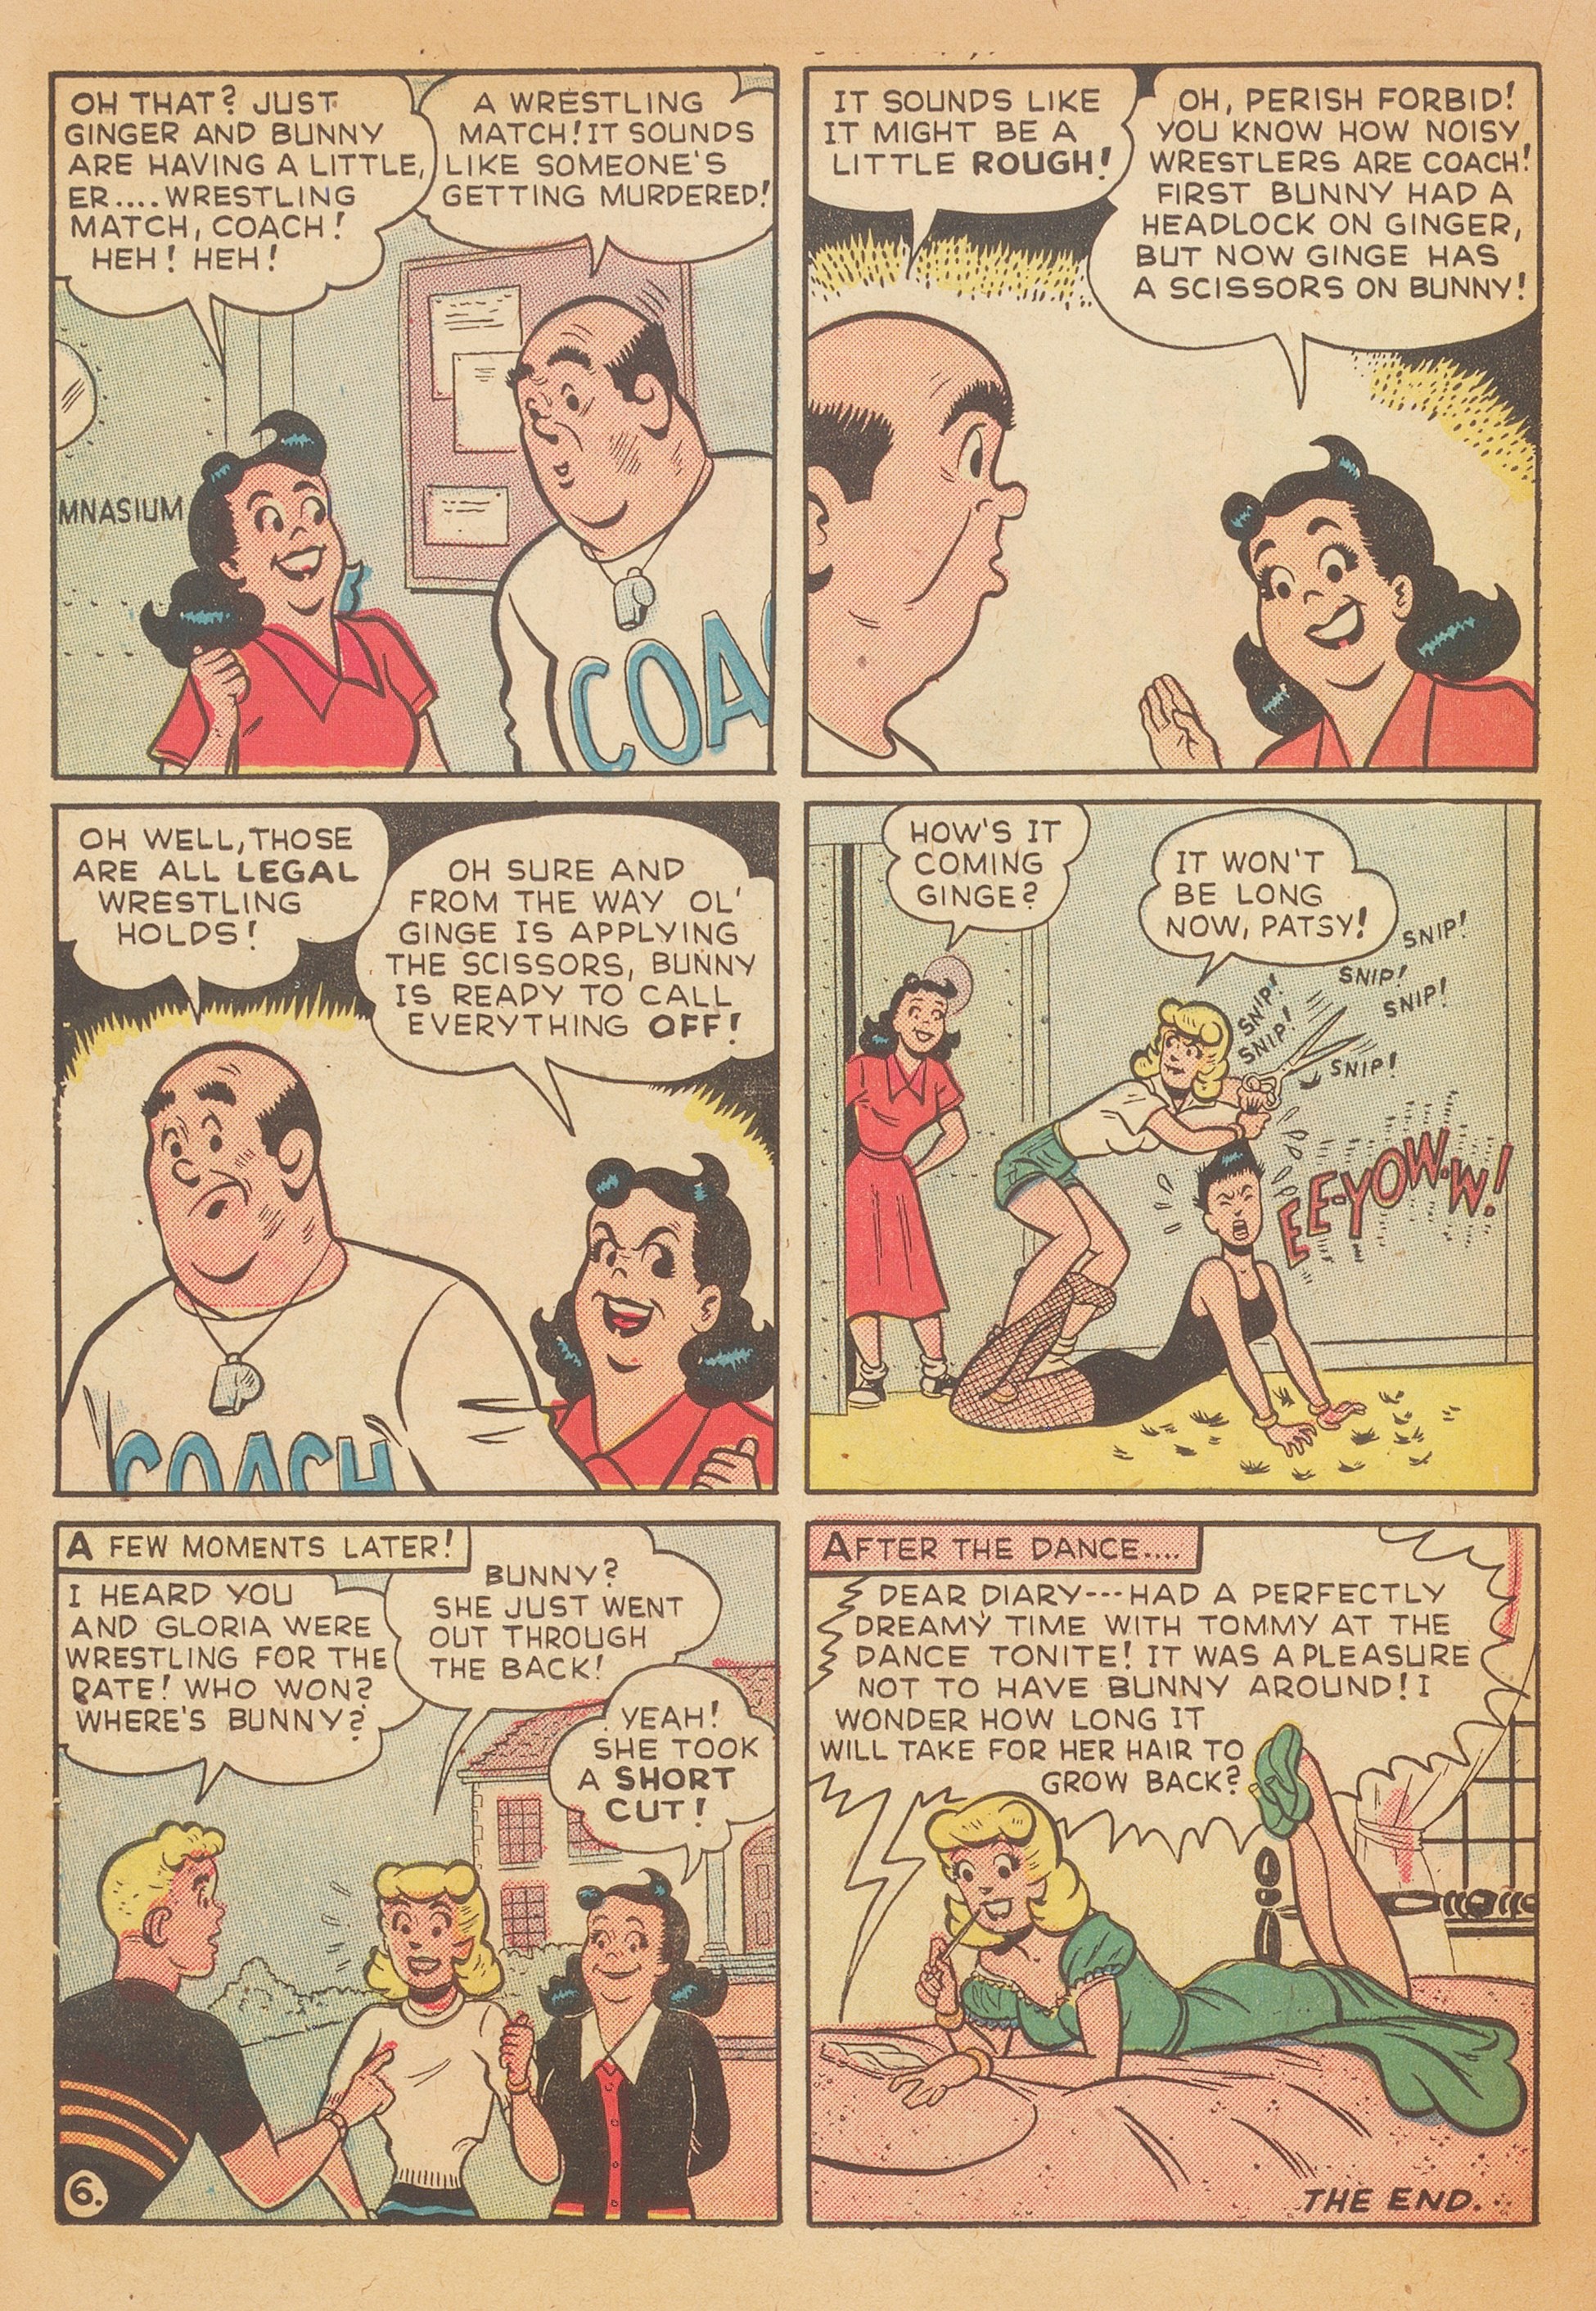 OH THAT? JUST
GINGER AND BUNNY
ARE HAVING A LITTLE,
ER....WRESTLING
MATCH, COACH!
HEH! HEH!
A WRESTLING
MATCH! IT SOUNDS
LIKE SOMEONE'S
GETTING MURDERED!
MNASIUM
COA
IT SOUNDS LIKE
IT MIGHT BE A
LITTLE ROUGH!
OH, PERISH FORBID!
YOU KNOW HOW NOISY
WRESTLERS ARE COACH!
FIRST BUNNY HAD A
HEADLOCK ON GINGER,
BUT NOW GINGE HAS
A SCISSORS ON BUNNY!
OH WELL, THOSE
ARE ALL LEGAL
WRESTLING
HOLDS!
OH SURE AND
FROM THE WAY OL'
GINGE IS APPLYING
THE SCISSORS, BUNNY
IS READY TO CALL
EVERYTHING OFF!
COACH
HOW'S IT
COMING
GINGE?
IT WON'T
BE LONG
NOW, PATSY!
SNIP!
SNIP!
SNIP!
SNIP!
SNIP!
SNIP!
EE-YOW-W!
A FEW MOMENTS LATER!
I HEARD YOU
AND GLORIA WERE
WRESTLING FOR THE
DATE! WHO WON?
WHERE'S BUNNY?
BUNNY?
SHE JUST WENT
OUT THROUGH
THE BACK!
YEAH!
SHE TOOK
A SHORT
CUT!
6.
AFTER THE DANCE....
DEAR DIARY---HAD A PERFECTLY
DREAMY TIME WITH TOMMY AT THE
DANCE TONITE! IT WAS A PLEASURE
NOT TO HAVE BUNNY AROUND! I
WONDER HOW LONG IT
WILL TAKE FOR HER HAIR TO
GROW BACK?
THE END.